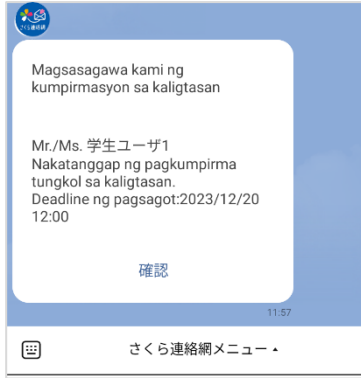 さくら連絡網
Magsasagawa kami ng
kumpirmasyon sa kaligtasan
Mr./Ms. 学生ユーザ1
Nakatanggap ng pagkumpirma
tungkol sa kaligtasan.
Deadline ng pagsagot:2023/12/20
12:00
確認
11:57
さくら連絡網メニュー